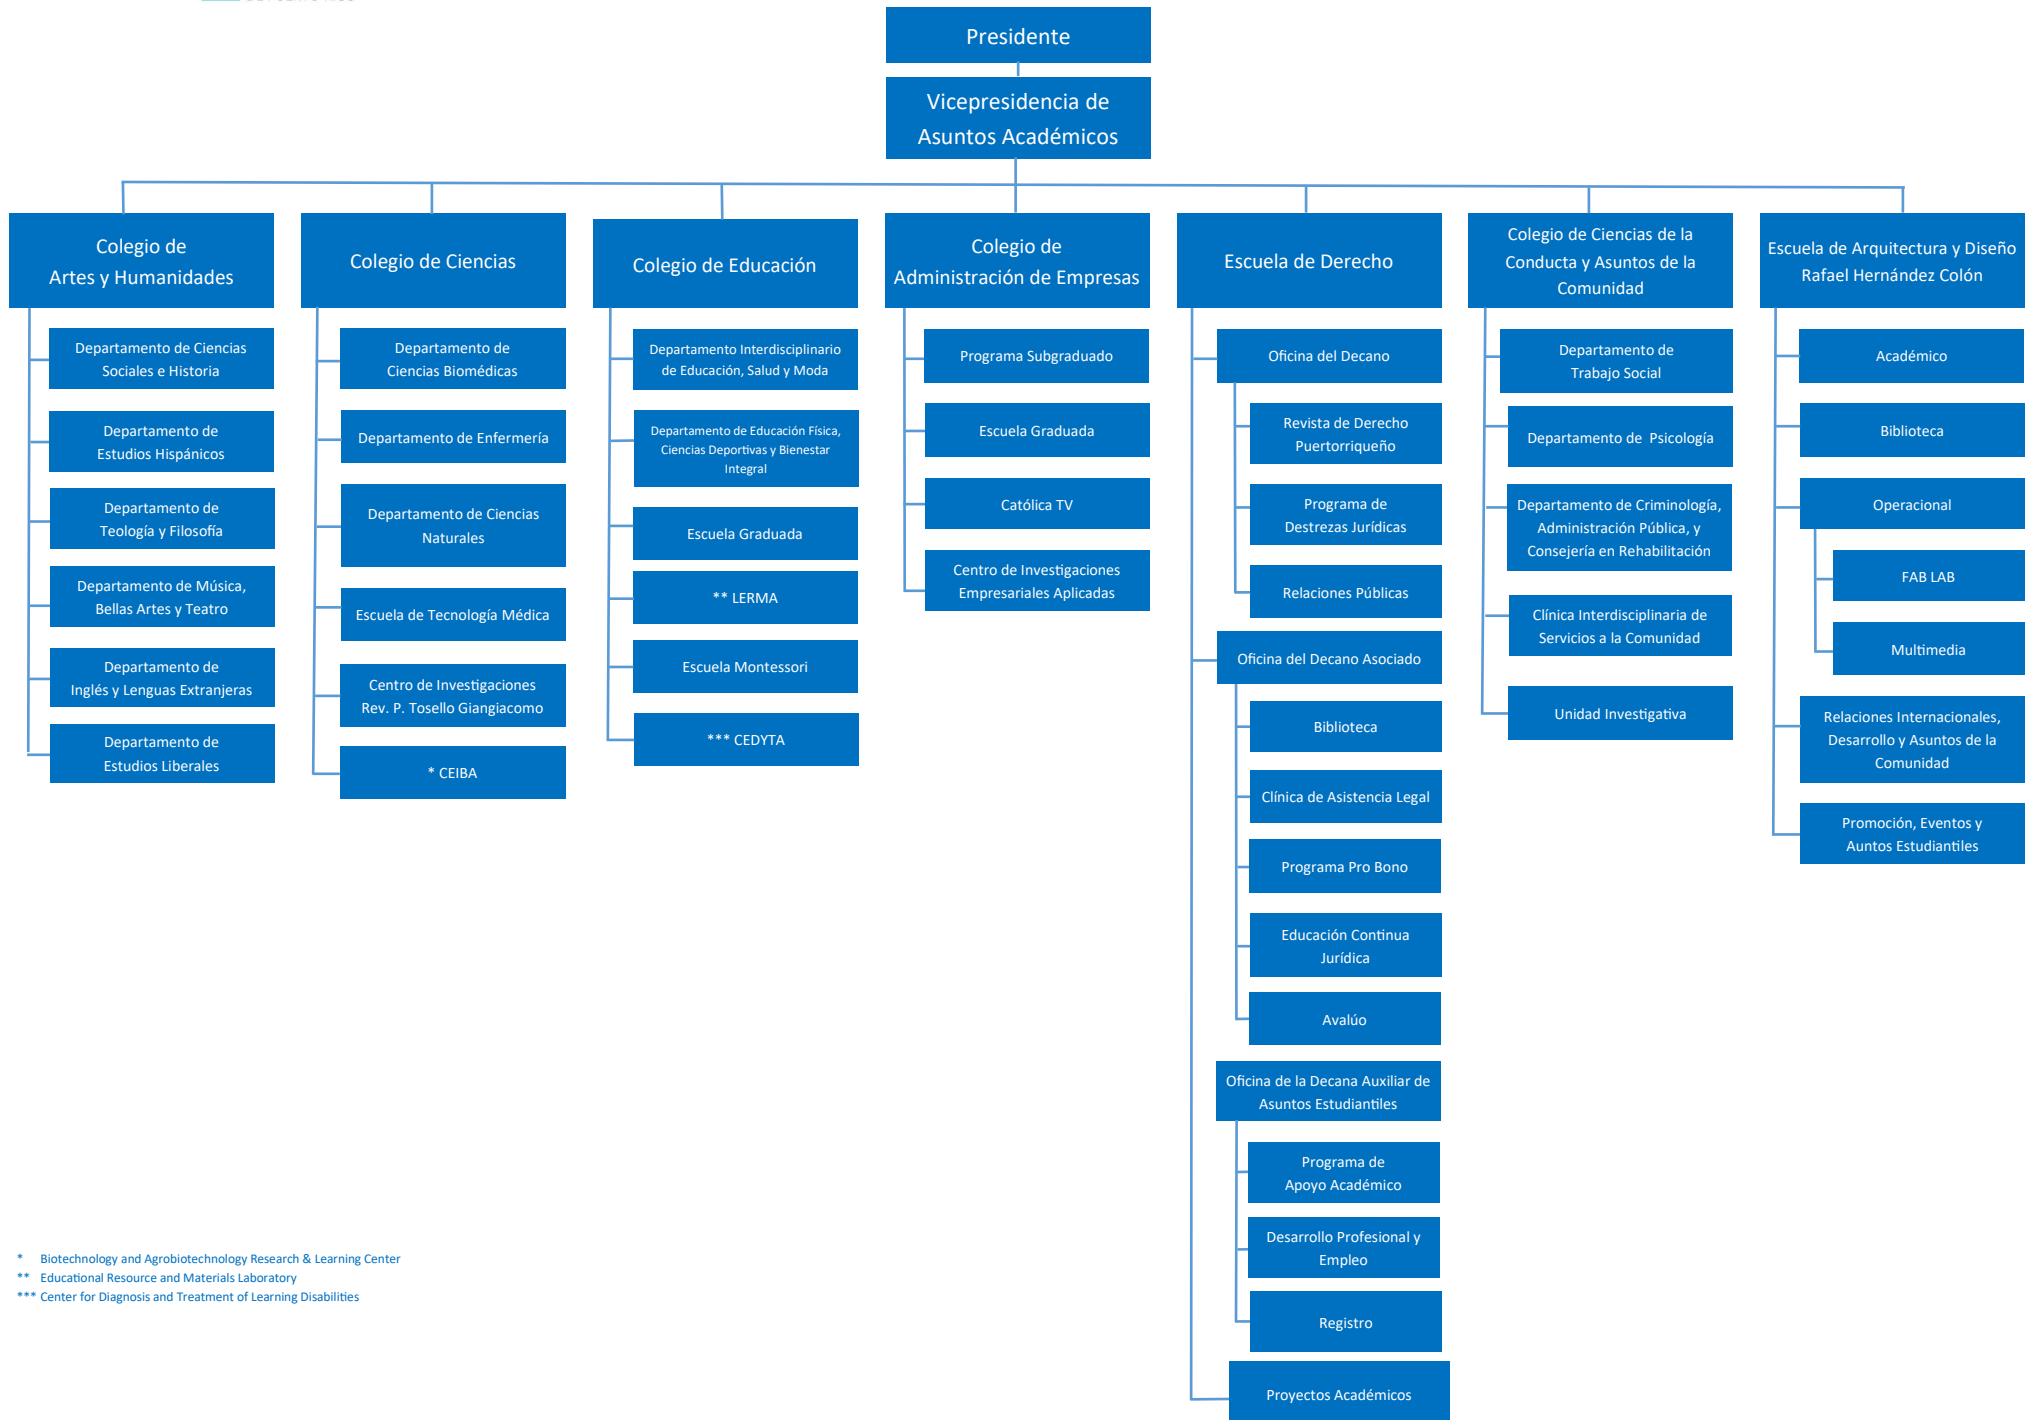 Presidente
Vicepresidencia de
Asuntos Académicos
Colegio de
Artes y Humanidades
Departamento de Ciencias
Sociales e Historia
Departamento de
Estudios Hispánicos
Departamento de
Teología y Filosofía
Departamento de Música,
Bellas Artes y Teatro
Departamento de
Inglés y Lenguas Extranjeras
Departamento de
Estudios Liberales
Colegio de Ciencias
Departamento de
Ciencias Biomédicas
Departamento de Enfermería
Departamento de Ciencias
Naturales
Escuela de Tecnología Médica
Centro de Investigaciones
Rev. P. Tosello Giangiacomo
* CEIBA
Colegio de Educación
Departamento Interdisciplinario
de Educación, Salud y Moda
Departamento de Educación Física,
Ciencias Deportivas y Bienestar
Integral
Escuela Graduada
** LERMA
Escuela Montessori
*** CEDYTA
Colegio de
Administración de Empresas
Programa Subgraduado
Escuela Graduada
Católica TV
Centro de Investigaciones
Empresariales Aplicadas
Escuela de Derecho
Oficina del Decano
Revista de Derecho
Puertorriqueño
Programa de
Destrezas Jurídicas
Relaciones Públicas
Oficina del Decano Asociado
Biblioteca
Clínica de Asistencia Legal
Programa Pro Bono
Educación Continua
Jurídica
Avalúo
Oficina de la Decana Auxiliar de
Asuntos Estudiantiles
Programa de
Apoyo Académico
Desarrollo Profesional y
Empleo
Registro
Proyectos Académicos
Colegio de Ciencias de la
Conducta y Asuntos de la
Comunidad
Departamento de
Trabajo Social
Departamento de Psicología
Departamento de Criminología,
Administración Pública, y
Consejería en Rehabilitación
Clínica Interdisciplinaria de
Servicios a la Comunidad
Unidad Investigativa
Escuela de Arquitectura y Diseño
Rafael Hernández Colón
Académico
Biblioteca
Operacional
FAB LAB
Multimedia
Relaciones Internacionales,
Desarrollo y Asuntos de la
Comunidad
Promoción, Eventos y
Auntos Estudiantiles
* Biotechnology and Agrobiotechnology Research & Learning Center
** Educational Resource and Materials Laboratory
*** Center for Diagnosis and Treatment of Learning Disabilities